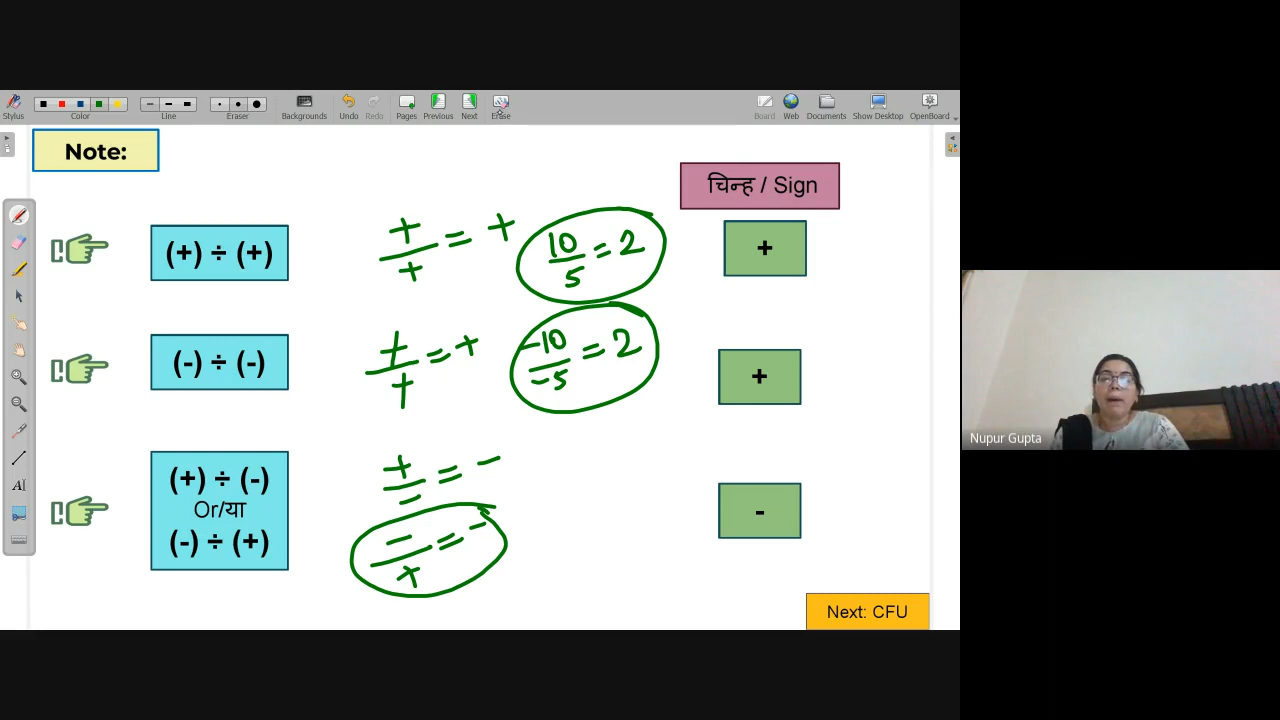 Stylus
Color
Line
Eraser
Backgrounds
Undo
Redo
Pages
Previous
Next
Erase
Board
Web
Documents
Show Desktop
OpenBoard
Note:
चिन्ह / Sign
(+) ÷ (+)
+/+ = +
10/5 = 2
+
(-) ÷ (-)
+/+ = +
-10/-5 = 2
+
(+) ÷ (-)
Or/या
(-) ÷ (+)
+/- = -
-/+ = -
-
Next: CFU
Nupur Gupta